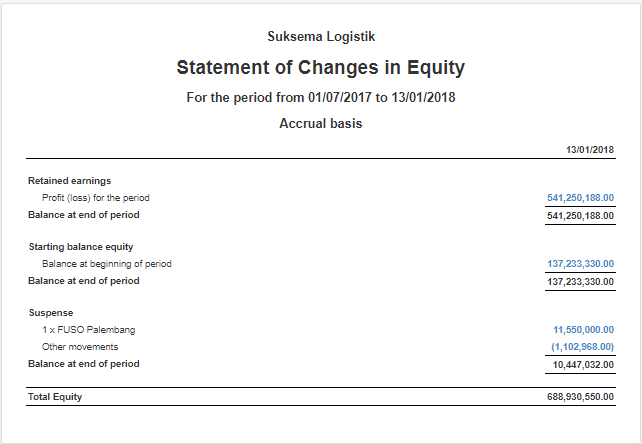 Suksema Logistik
Statement of Changes in Equity
For the period from 01/07/2017 to 13/01/2018
Accrual basis
13/01/2018
Retained earnings
Profit (loss) for the period 541,250,188.00
Balance at end of period 541,250,188.00
Starting balance equity
Balance at beginning of period 137,233,330.00
Balance at end of period 137,233,330.00
Suspense
1 x FUSO Palembang 11,550,000.00
Other movements (1,102,968.00)
Balance at end of period 10,447,032.00
Total Equity 688,930,550.00